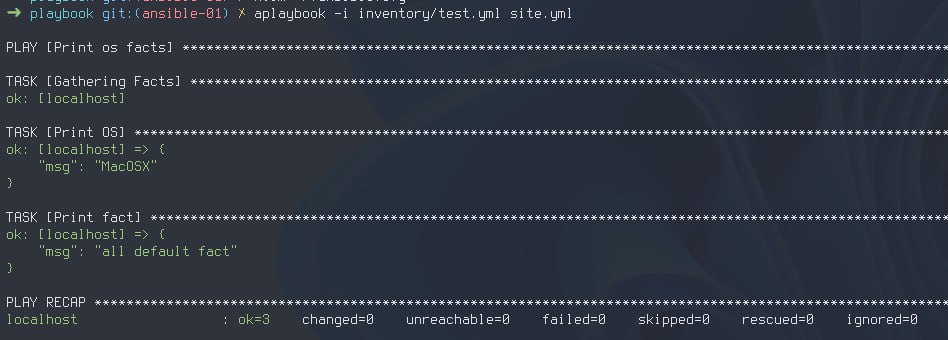 ➜ playbook git:(ansible-01) ✗ aplaybook -i inventory/test.yml site.yml
PLAY [Print os facts] **********************************************************************************************
TASK [Gathering Facts] *********************************************************************************************
ok: [localhost]
TASK [Print OS] ****************************************************************************************************
ok: [localhost] => {
    "msg": "MacOSX"
}
TASK [Print fact] **************************************************************************************************
ok: [localhost] => {
    "msg": "all default fact"
}
PLAY RECAP *********************************************************************************************************
localhost                  : ok=3    changed=0    unreachable=0    failed=0    skipped=0    rescued=0    ignored=0